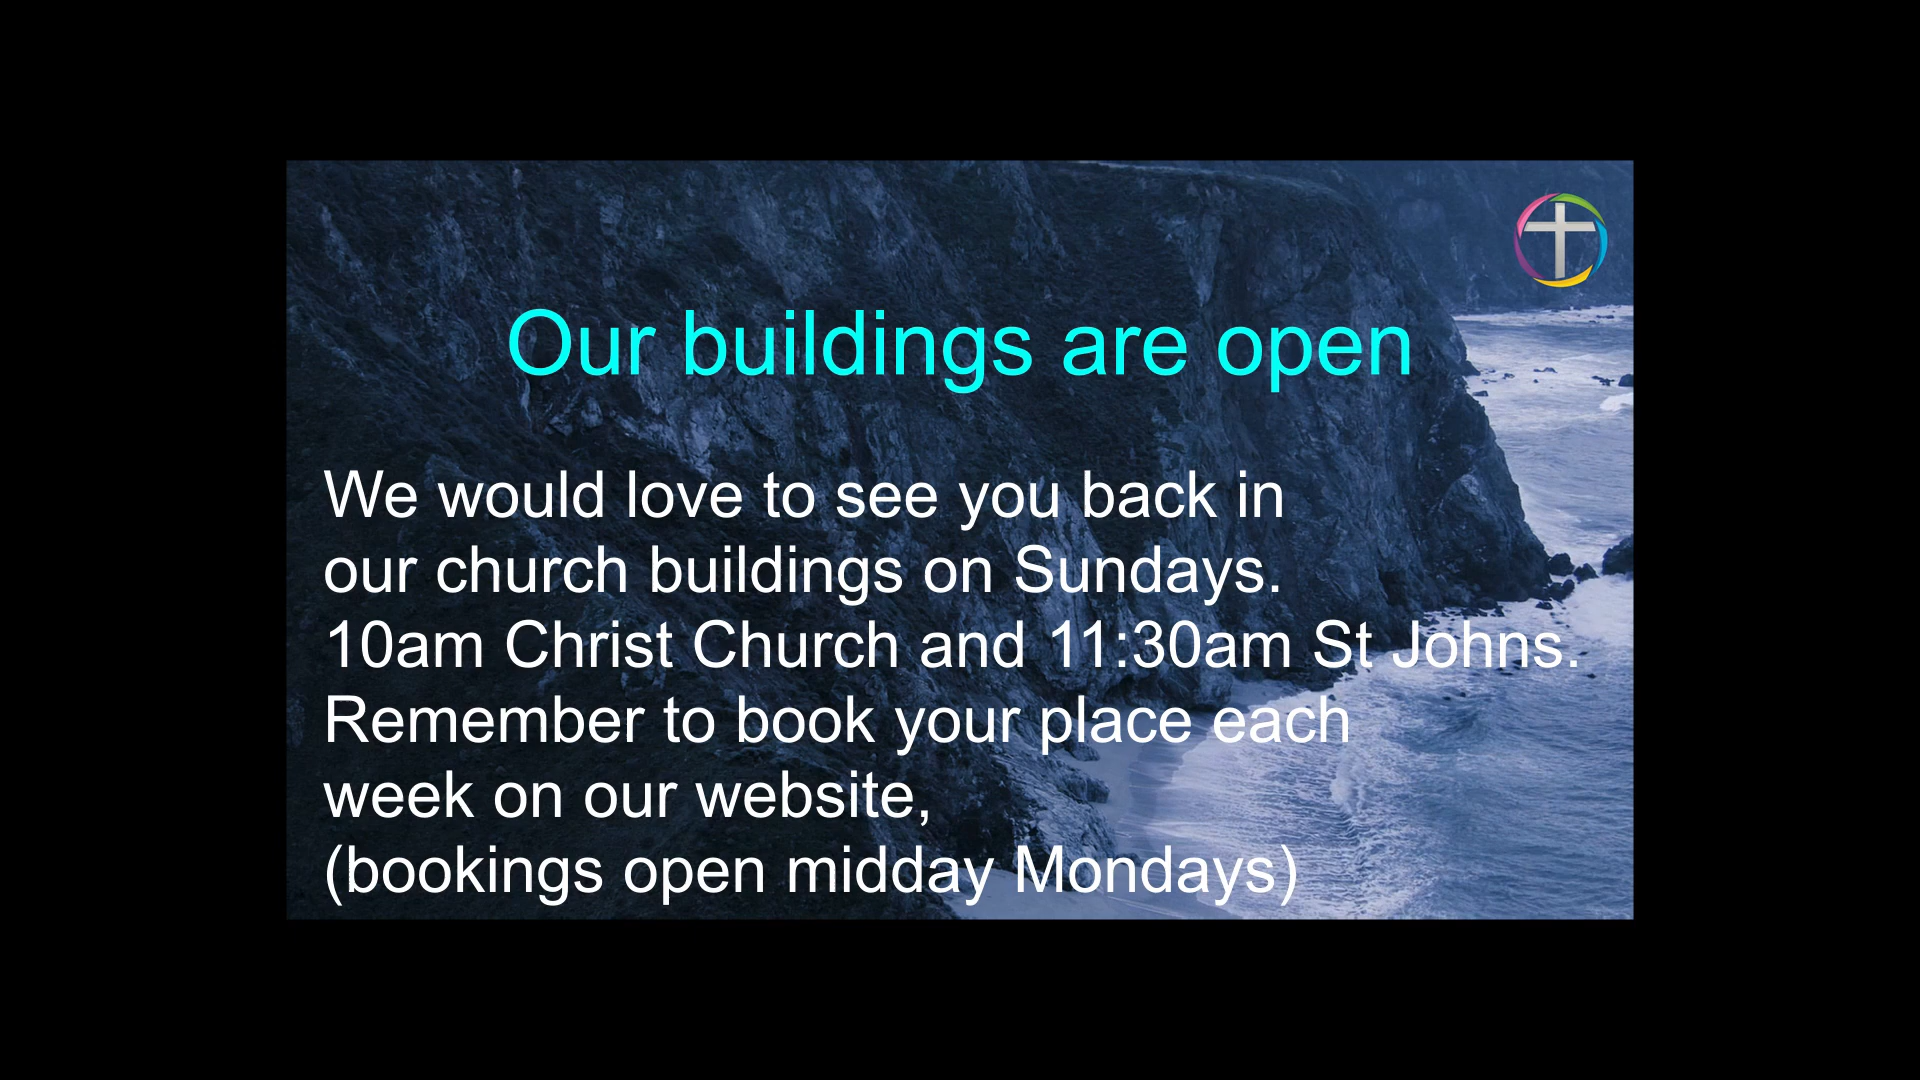 Our buildings are open
We would love to see you back in
our church buildings on Sundays.
10am Christ Church and 11:30am St Johns.
Remember to book your place each
week on our website,
(bookings open midday Mondays)